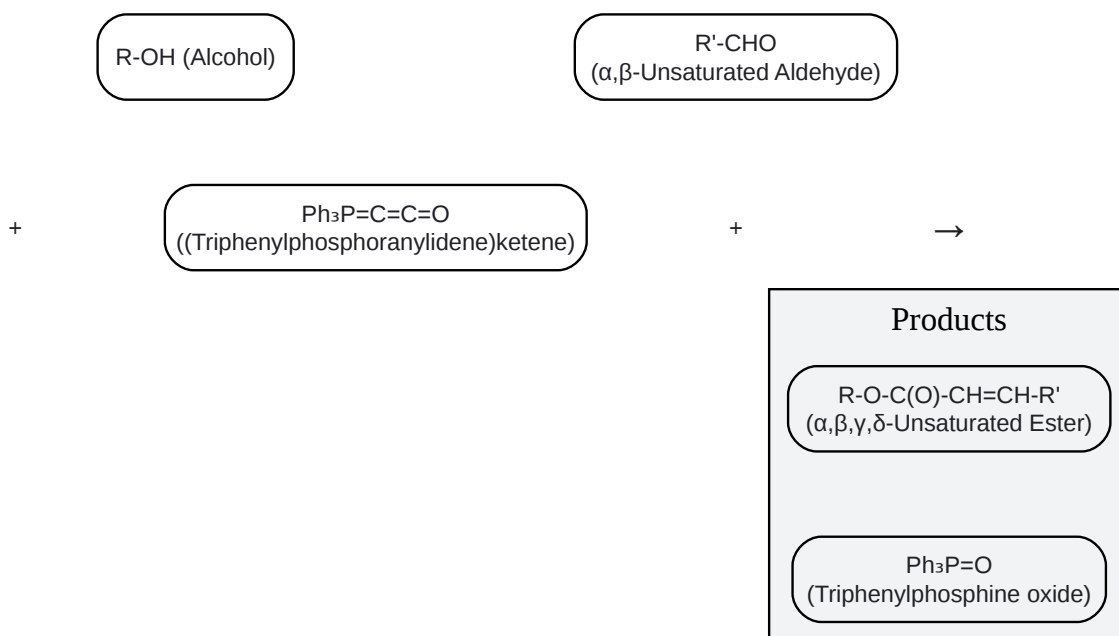 R-OH (Alcohol)
R'-CHO
(α,β-Unsaturated Aldehyde)
+
Ph₃P=C=C=O
((Triphenylphosphoranylidene)ketene)
+
→
Products
R-O-C(O)-CH=CH-R'
(α,β,γ,δ-Unsaturated Ester)
Ph₃P=O
(Triphenylphosphine oxide)